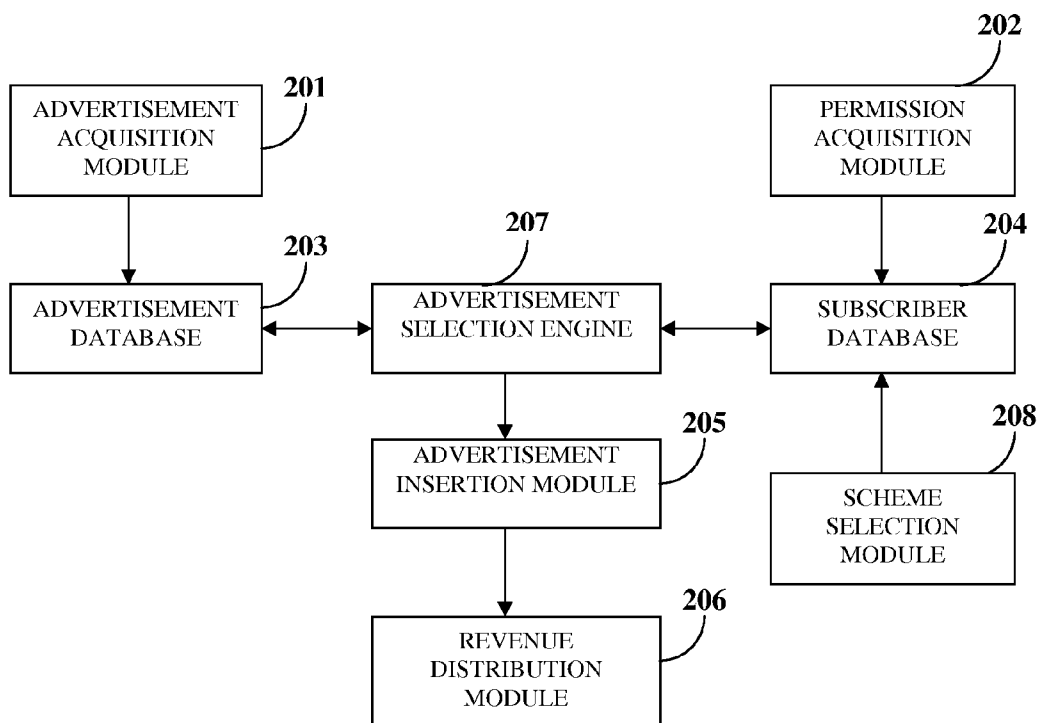 202
201
ADVERTISEMENT
ACQUISITION
MODULE
PERMISSION
ACQUISITION
MODULE
207
203
204
ADVERTISEMENT
DATABASE
ADVERTISEMENT
SELECTION ENGINE
SUBSCRIBER
DATABASE
205
208
ADVERTISEMENT
INSERTION MODULE
SCHEME
SELECTION
MODULE
206
REVENUE
DISTRIBUTION
MODULE